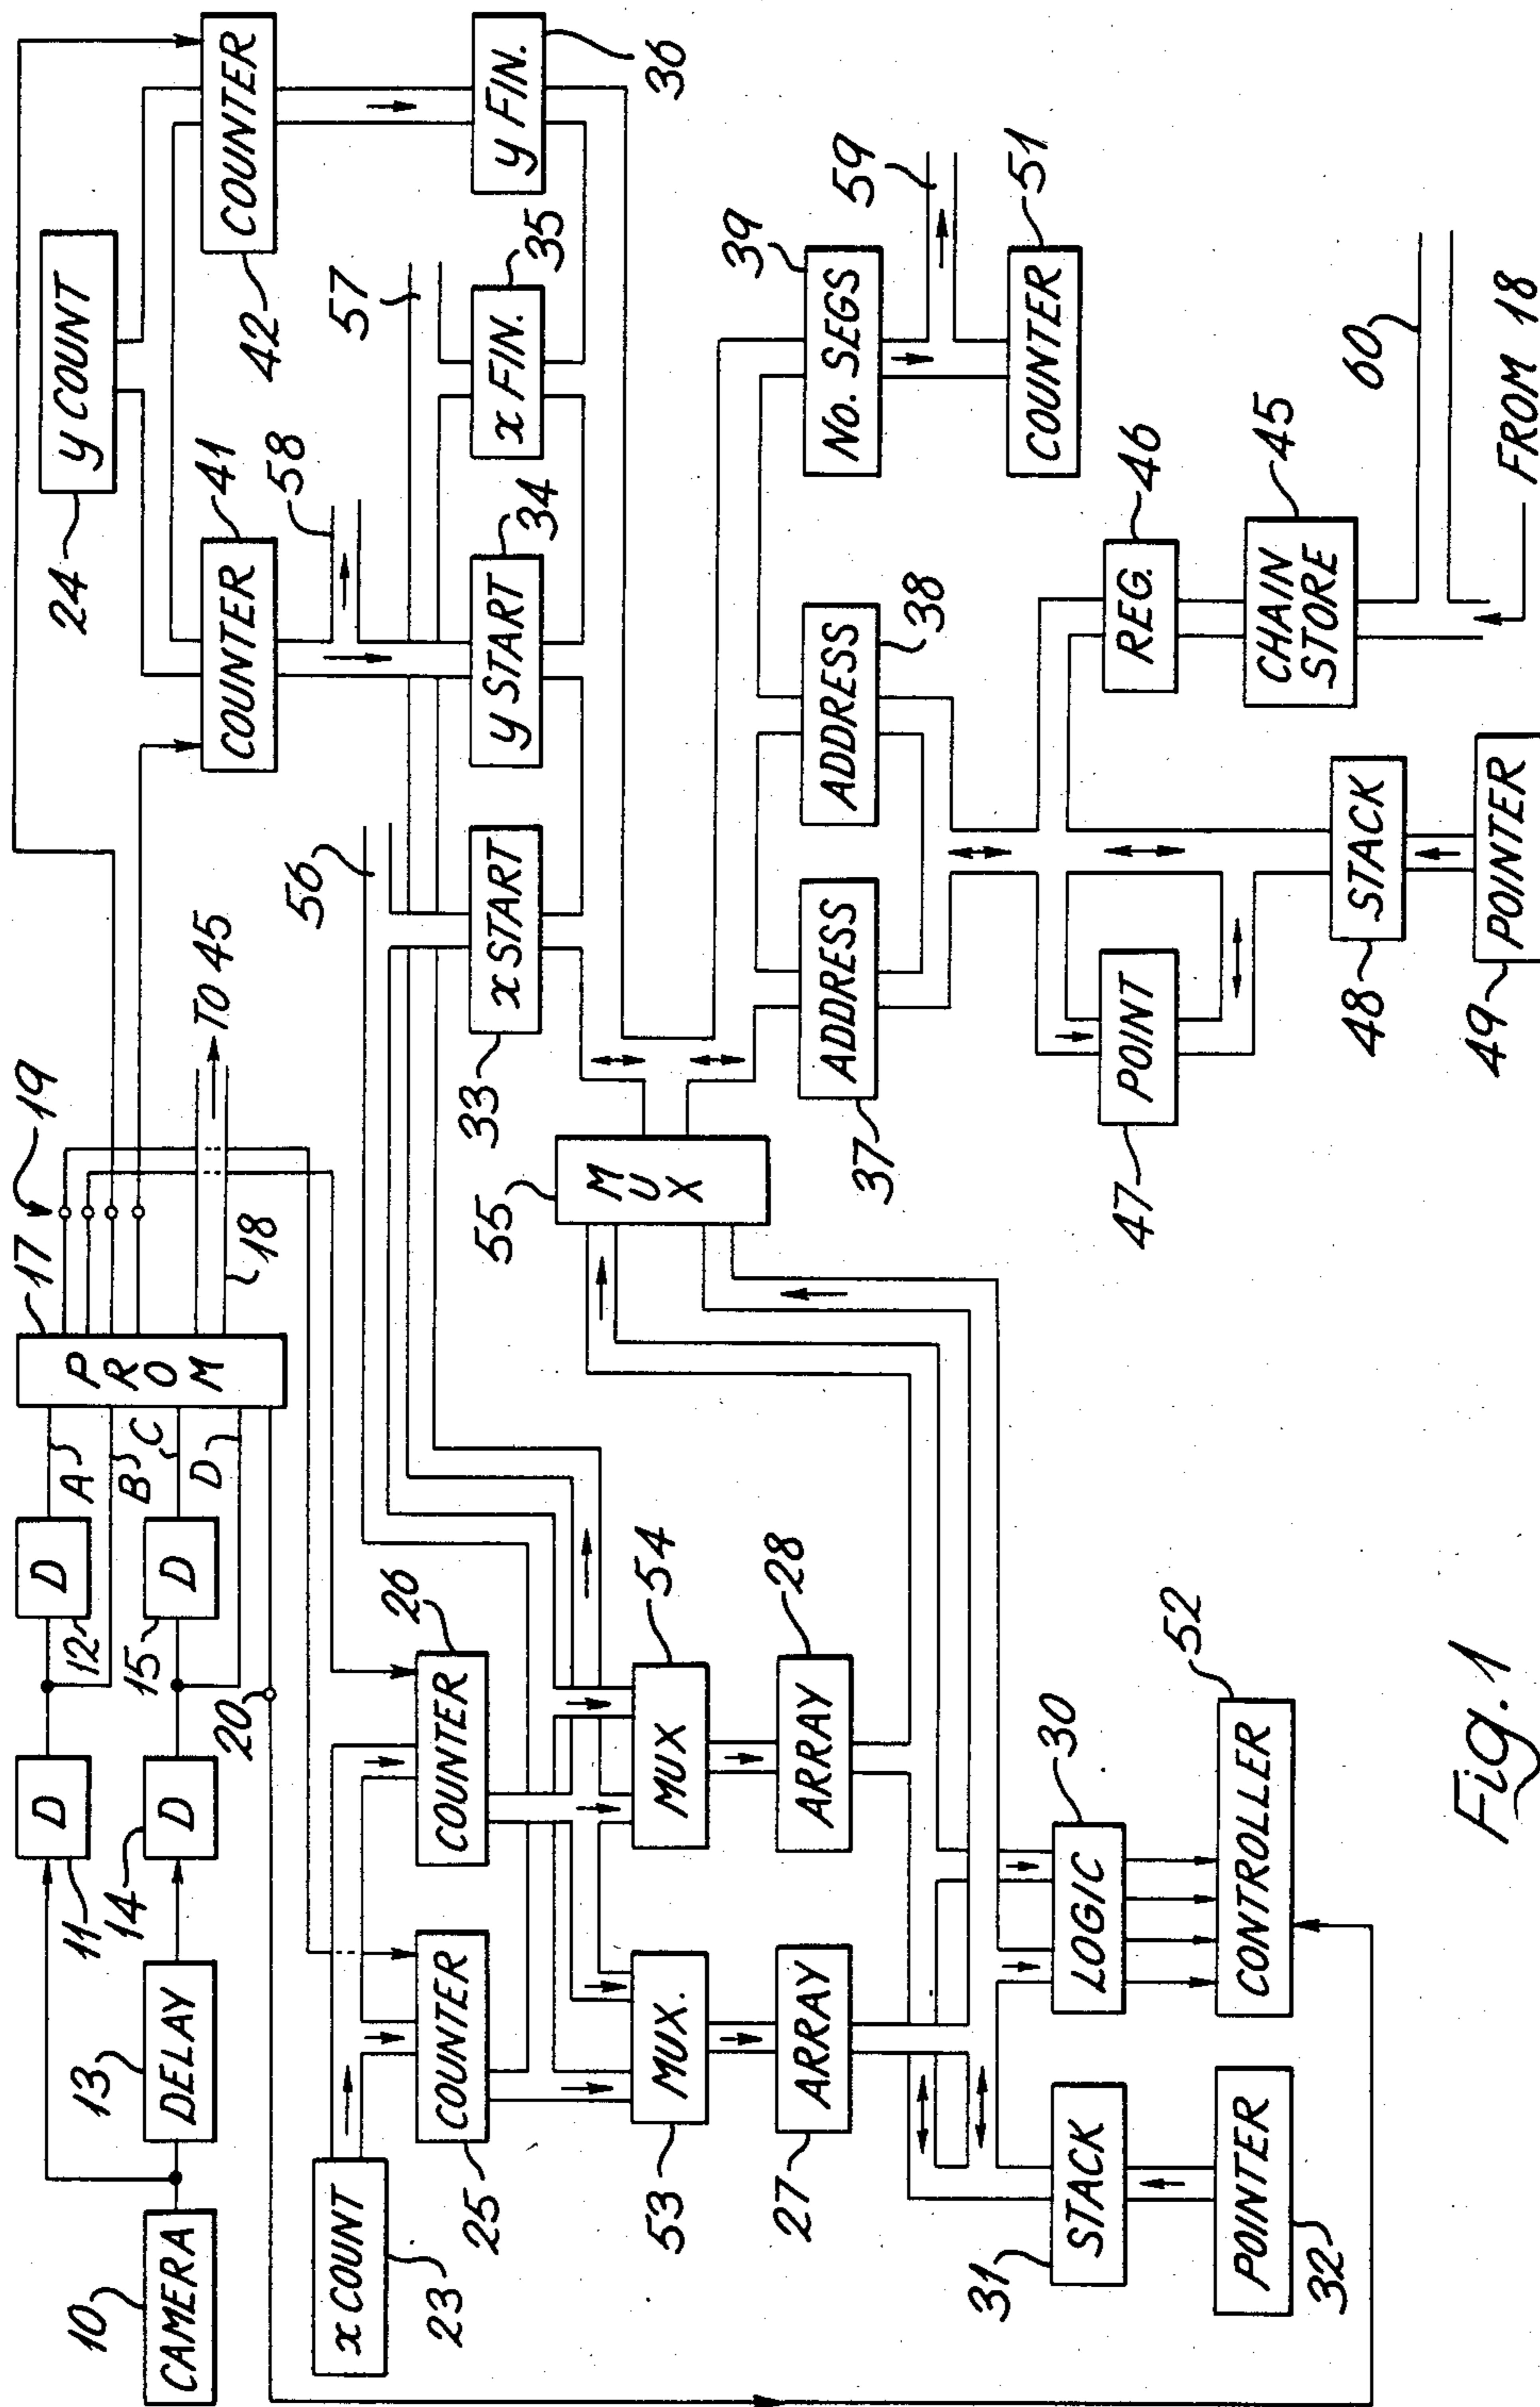 10
CAMERA
13
DELAY
11
D
14
D
12
D
15
D
A
B
C
D
20
PROM
17
19
18
TO 45
24
y COUNT
41
COUNTER
42
COUNTER
58
57
56
x COUNT
23
25
COUNTER
26
COUNTER
33
x START
y START
34
x FIN.
35
y FIN.
36
53
MUX.
MUX
54
55
MUX
27
ARRAY
ARRAY
28
37
ADDRESS
ADDRESS
38
No. SEGS
39
59
COUNTER
51
31
STACK
POINTER
32
LOGIC
30
CONTROLLER
52
47
POINT
REG.
46
CHAIN
STORE
45
60
FROM 18
48
STACK
49
POINTER
Fig. 1